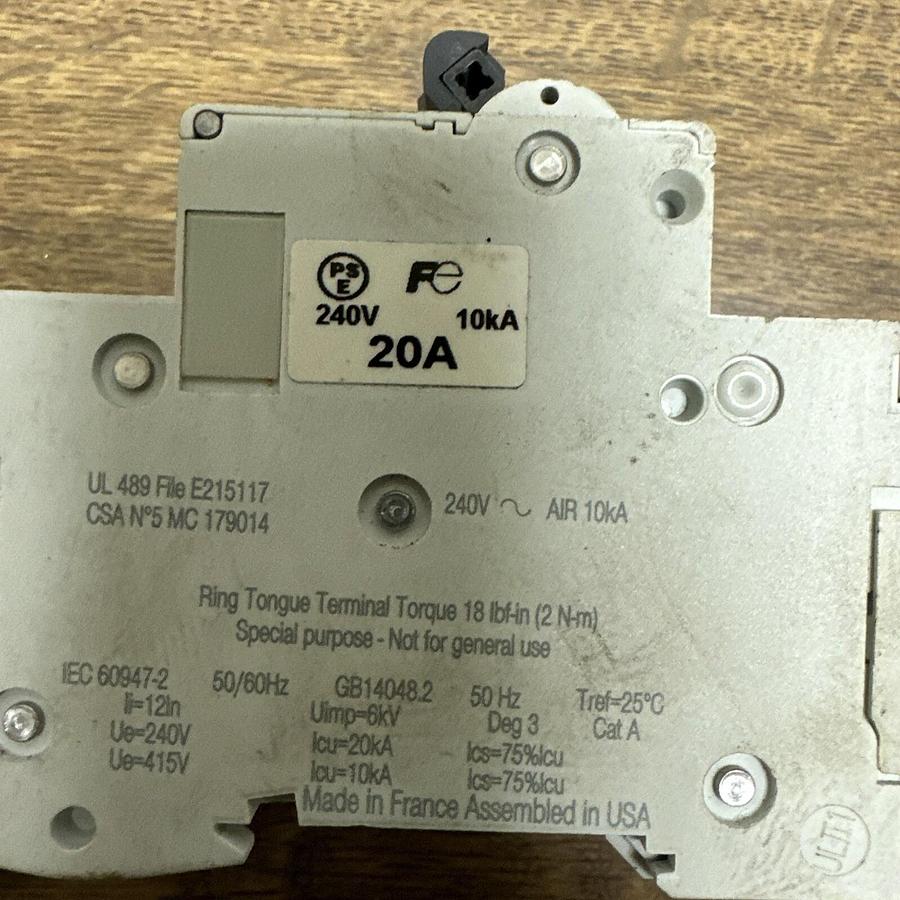 PS E Fe
240V 10kA
20A
UL 489 File E215117
CSA N°5 MC 179014
240V ~ AIR 10kA
Ring Tongue Terminal Torque 18 lbf-in (2 N-m)
Special purpose - Not for general use
IEC 60947-2 50/60Hz GB14048.2 50 Hz Tref=25°C
Ii=12In Uimp=6kV Deg 3 Cat A
Ue=240V Icu=20kA Ics=75%Icu
Ue=415V Icu=10kA Ics=75%Icu
Made in France Assembled in USA